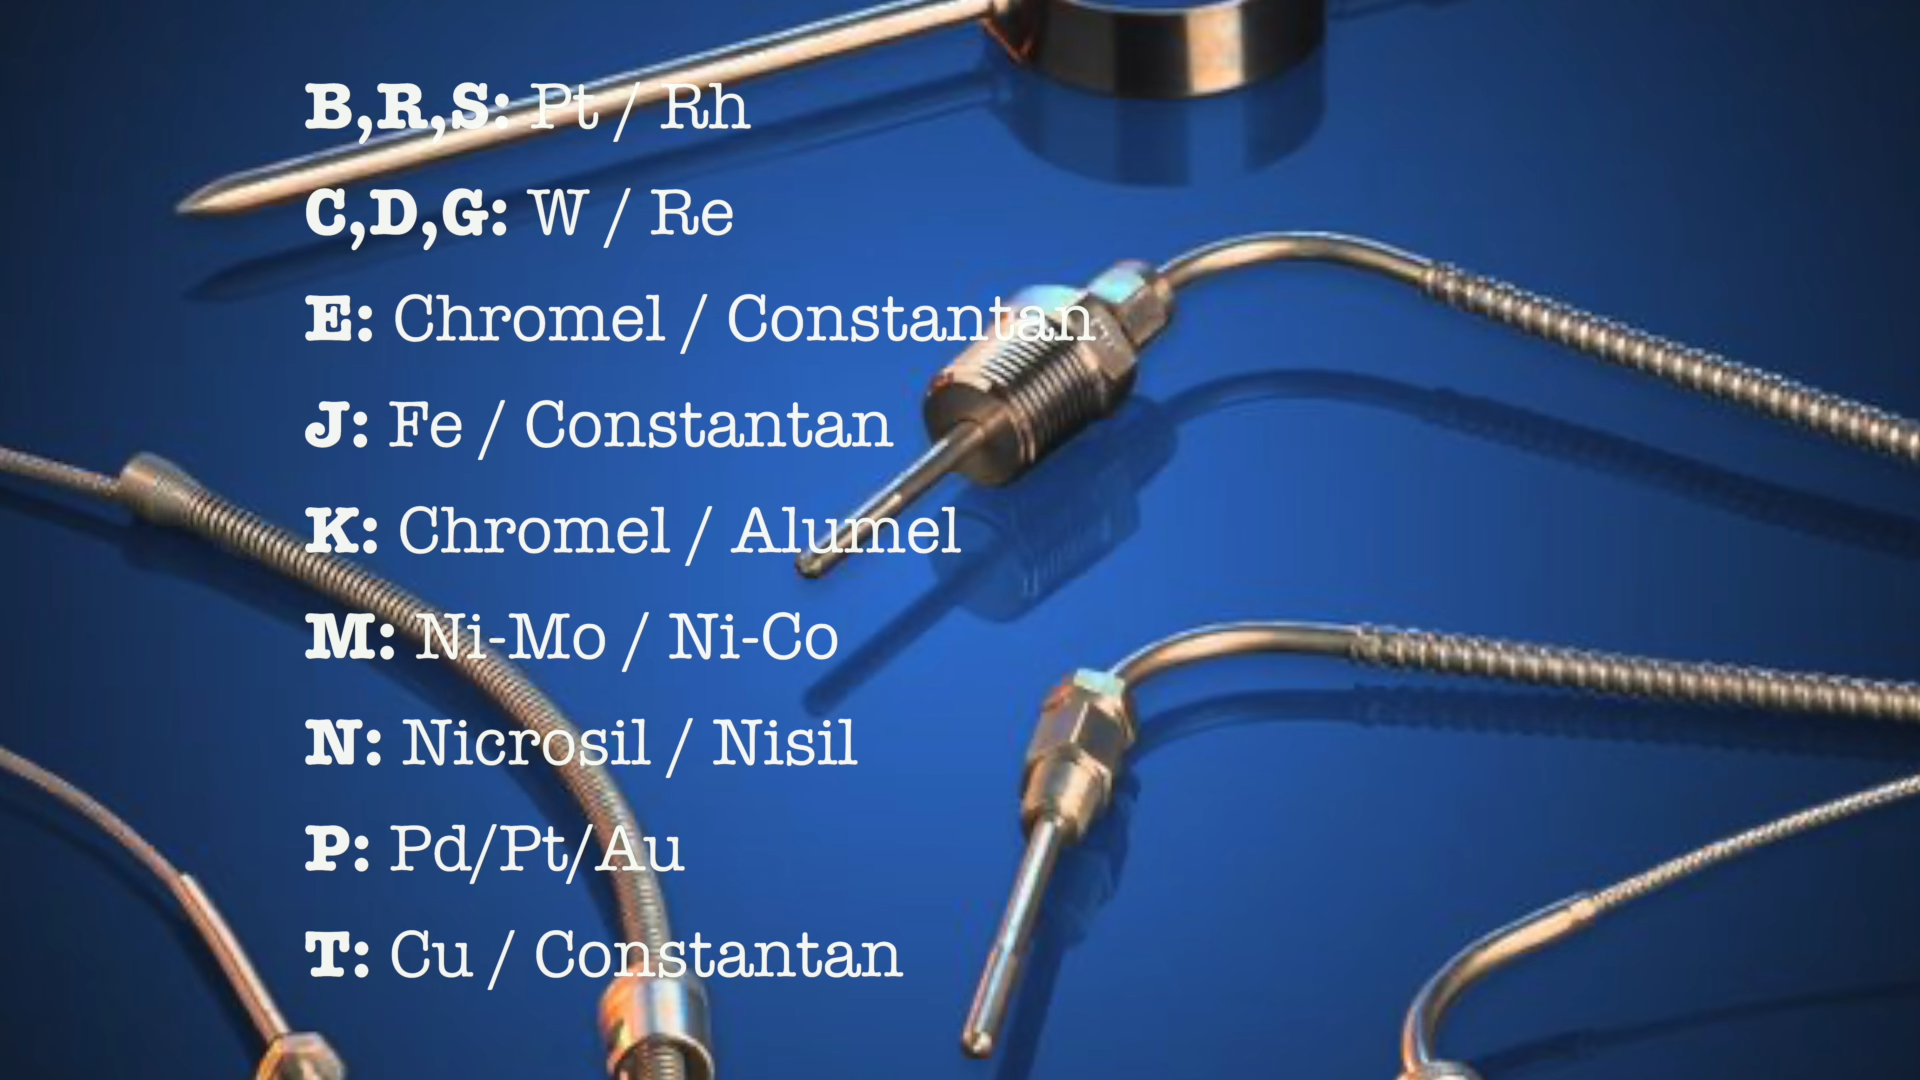 B,R,S: Pt / Rh
C,D,G: W / Re
E: Chromel / Constantan
J: Fe / Constantan
K: Chromel / Alumel
M: Ni-Mo / Ni-Co
N: Nicrosil / Nisil
P: Pd/Pt/Au
T: Cu / Constantan